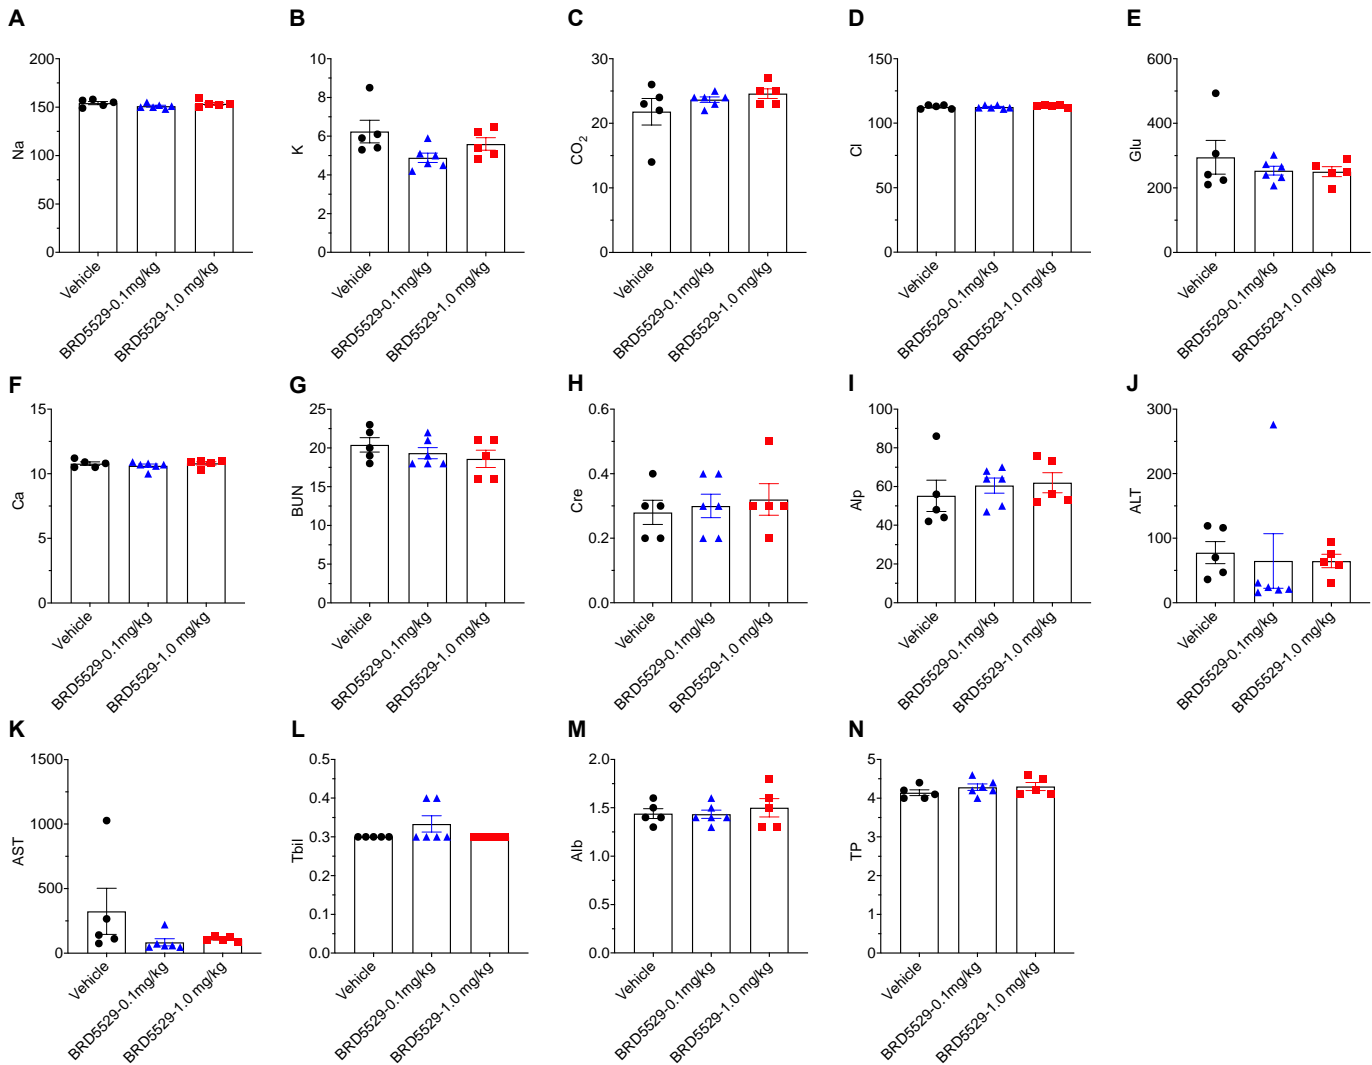 A
B
C
D
E
200
150
100
50
0
Na
Vehicle
BRD5529-0.1mg/kg
BRD5529-1.0 mg/kg
10
8
6
4
2
0
K
Vehicle
BRD5529-0.1mg/kg
BRD5529-1.0 mg/kg
30
20
10
0
CO2
Vehicle
BRD5529-0.1mg/kg
BRD5529-1.0 mg/kg
150
100
50
0
Cl
Vehicle
BRD5529-0.1mg/kg
BRD5529-1.0 mg/kg
600
400
200
0
Glu
Vehicle
BRD5529-0.1mg/kg
BRD5529-1.0 mg/kg
F
G
H
I
J
15
10
5
0
Ca
Vehicle
BRD5529-0.1mg/kg
BRD5529-1.0 mg/kg
25
20
15
10
5
0
BUN
Vehicle
BRD5529-0.1mg/kg
BRD5529-1.0 mg/kg
0.6
0.4
0.2
0.0
Cre
Vehicle
BRD5529-0.1mg/kg
BRD5529-1.0 mg/kg
100
80
60
40
20
0
Alp
Vehicle
BRD5529-0.1mg/kg
BRD5529-1.0 mg/kg
300
200
100
0
ALT
Vehicle
BRD5529-0.1mg/kg
BRD5529-1.0 mg/kg
K
L
M
N
1500
1000
500
0
AST
Vehicle
BRD5529-0.1mg/kg
BRD5529-1.0 mg/kg
0.5
0.4
0.3
0.2
0.1
0.0
Tbil
Vehicle
BRD5529-0.1mg/kg
BRD5529-1.0 mg/kg
2.0
1.5
1.0
0.5
0.0
Alb
Vehicle
BRD5529-0.1mg/kg
BRD5529-1.0 mg/kg
5
4
3
2
1
0
TP
Vehicle
BRD5529-0.1mg/kg
BRD5529-1.0 mg/kg